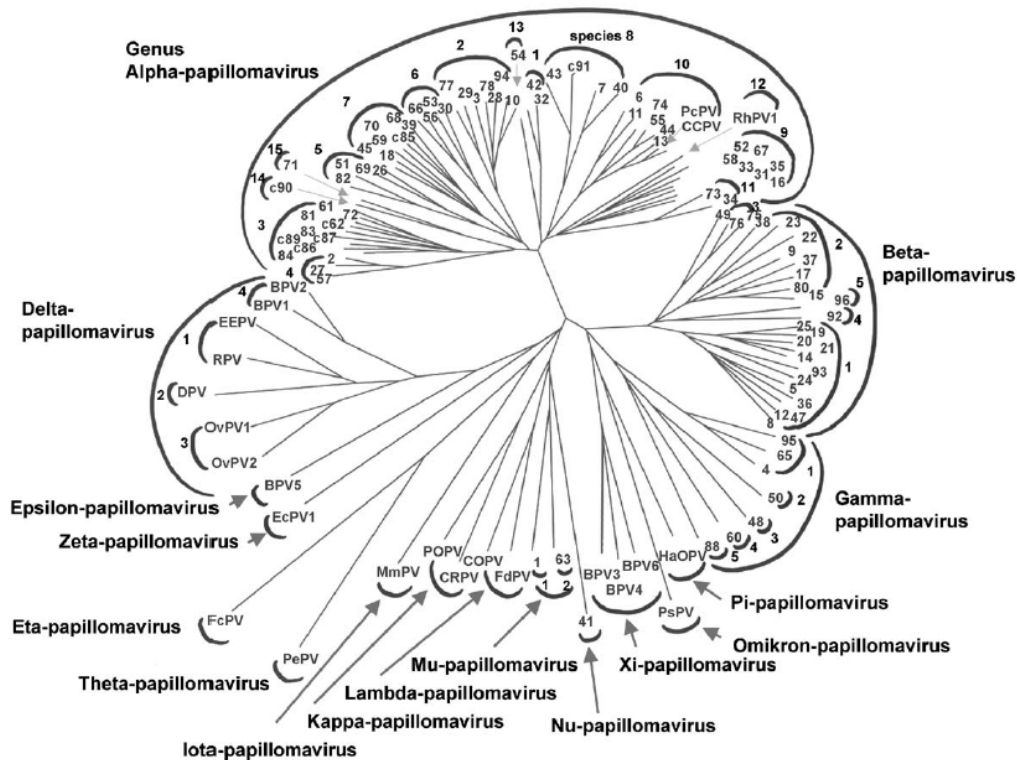 Genus
Alpha-papillomavirus
13
54
2
1
species 8
94
42
43
c91
7
40
10
12
6
77
29
3
78
28
10
32
6
11
74
55
44
13
PcPV
CCPV
RhPV1
9
7
66
53
56
30
68
39
c85
70
59
45
18
52
67
58
33
31
35
16
5
51
82
69
26
15
71
14
c90
73
11
34
3
61
81
72
83
c62
c89
c87
c86
84
4
2
27
57
3
49
76
75
38
23
22
9
37
17
80
15
2
5
96
92
4
Beta-
papillomavirus
25
19
20
21
14
93
24
5
36
12
47
8
1
Delta-
papillomavirus
4
BPV2
BPV1
1
EEPV
RPV
2
DPV
3
OvPV1
OvPV2
95
65
4
1
50
2
48
3
60
4
88
5
Gamma-
papillomavirus
Epsilon-papillomavirus
BPV5
Zeta-papillomavirus
EcPV1
Eta-papillomavirus
FcPV
Theta-papillomavirus
PePV
Iota-papillomavirus
MmPV
Kappa-papillomavirus
POPV
CRPV
Lambda-papillomavirus
COPV
FdPV
Mu-papillomavirus
1
63
1
2
Nu-papillomavirus
41
Xi-papillomavirus
BPV3
BPV6
BPV4
Omikron-papillomavirus
PsPV
Pi-papillomavirus
HaOPV